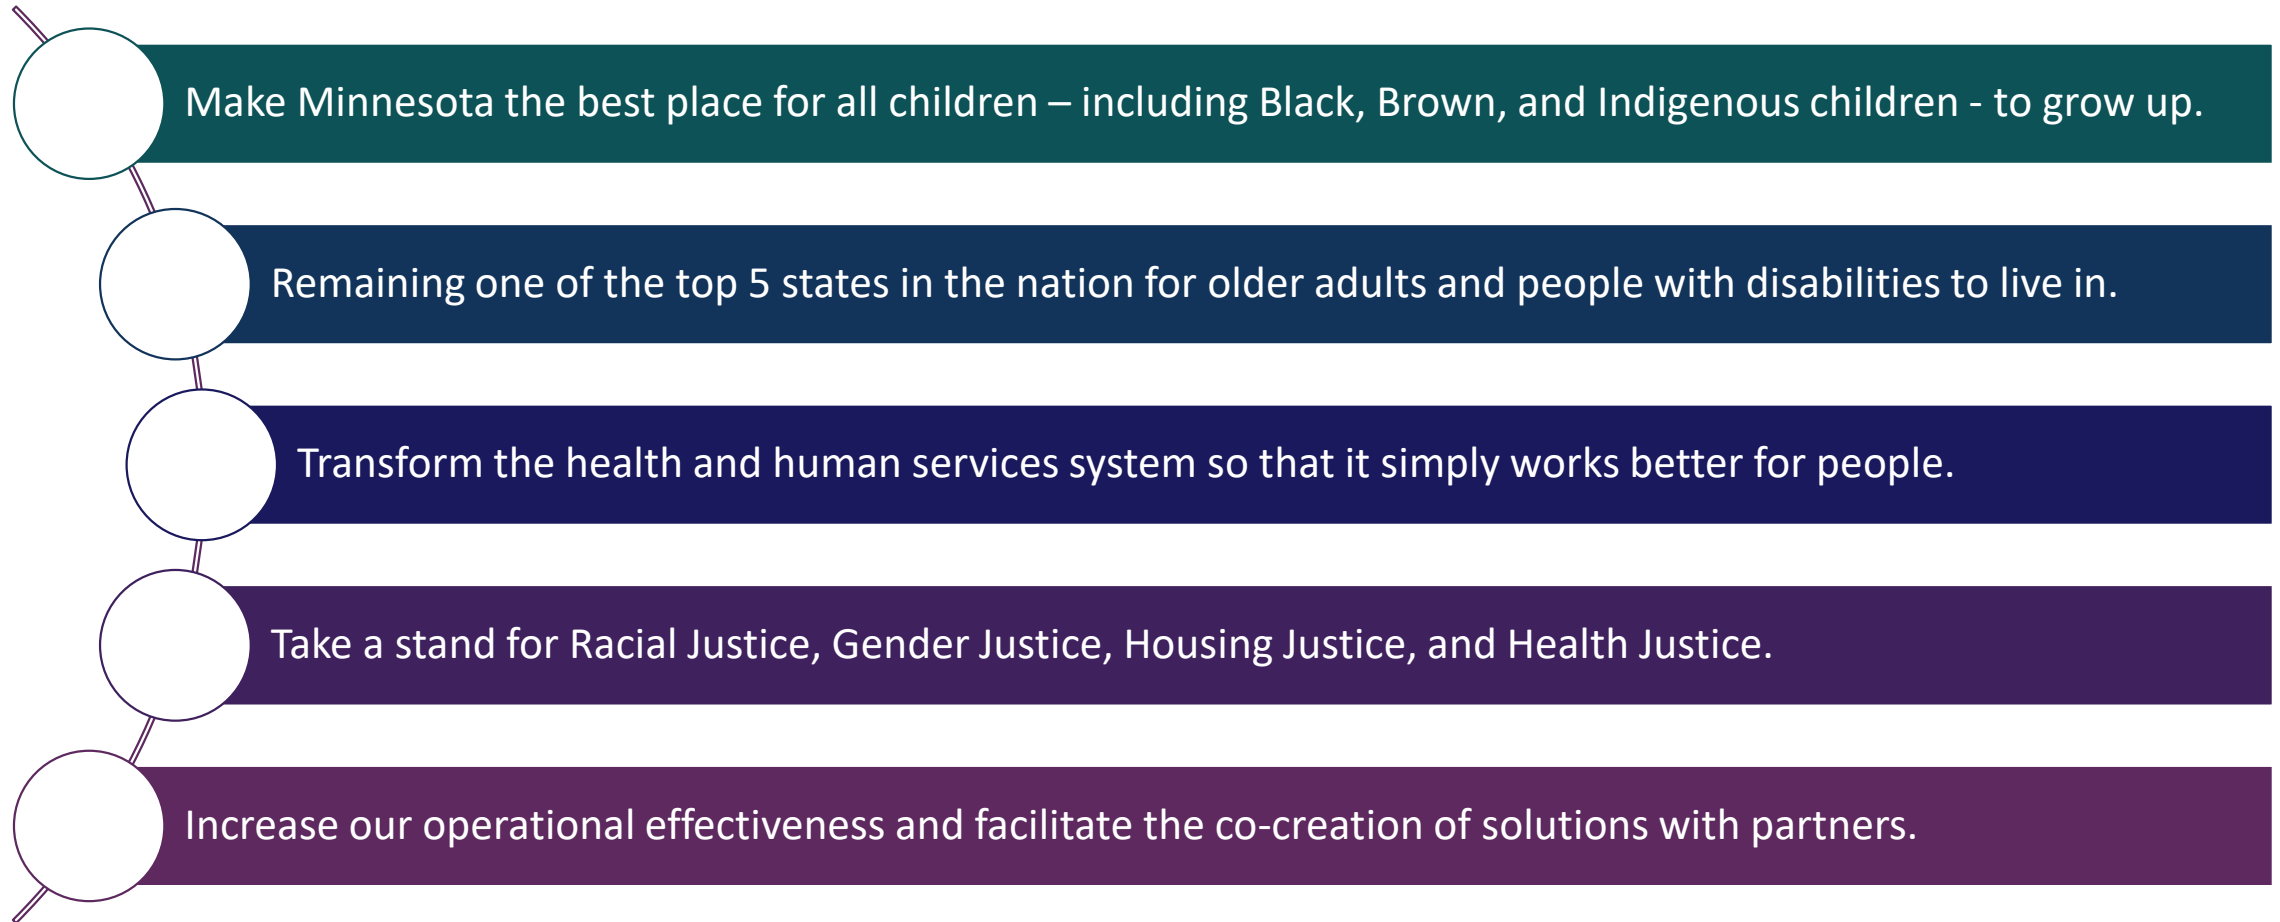 Make Minnesota the best place for all children – including Black, Brown, and Indigenous children - to grow up.
Remaining one of the top 5 states in the nation for older adults and people with disabilities to live in.
Transform the health and human services system so that it simply works better for people.
Take a stand for Racial Justice, Gender Justice, Housing Justice, and Health Justice.
Increase our operational effectiveness and facilitate the co-creation of solutions with partners.